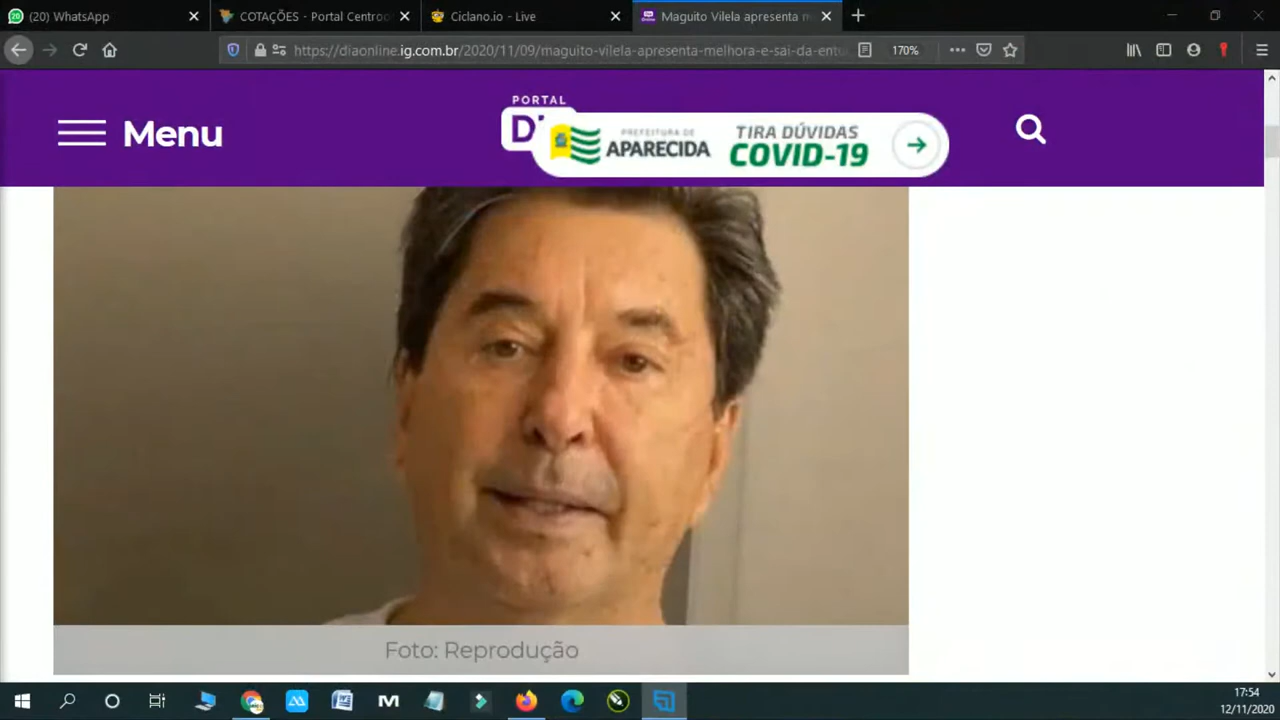 (20) WhatsApp
COTAÇÕES - Portal Centroo
Ciclano.io - Live
Maguito Vilela apresenta m
https://diaonline.ig.com.br/2020/11/09/maguito-vilela-apresenta-melhora-e-sai-da-entu
170%
Menu
PORTAL
D
PREFEITURA DE
APARECIDA
TIRA DÚVIDAS
COVID-19
Foto: Reprodução
17:54
12/11/2020